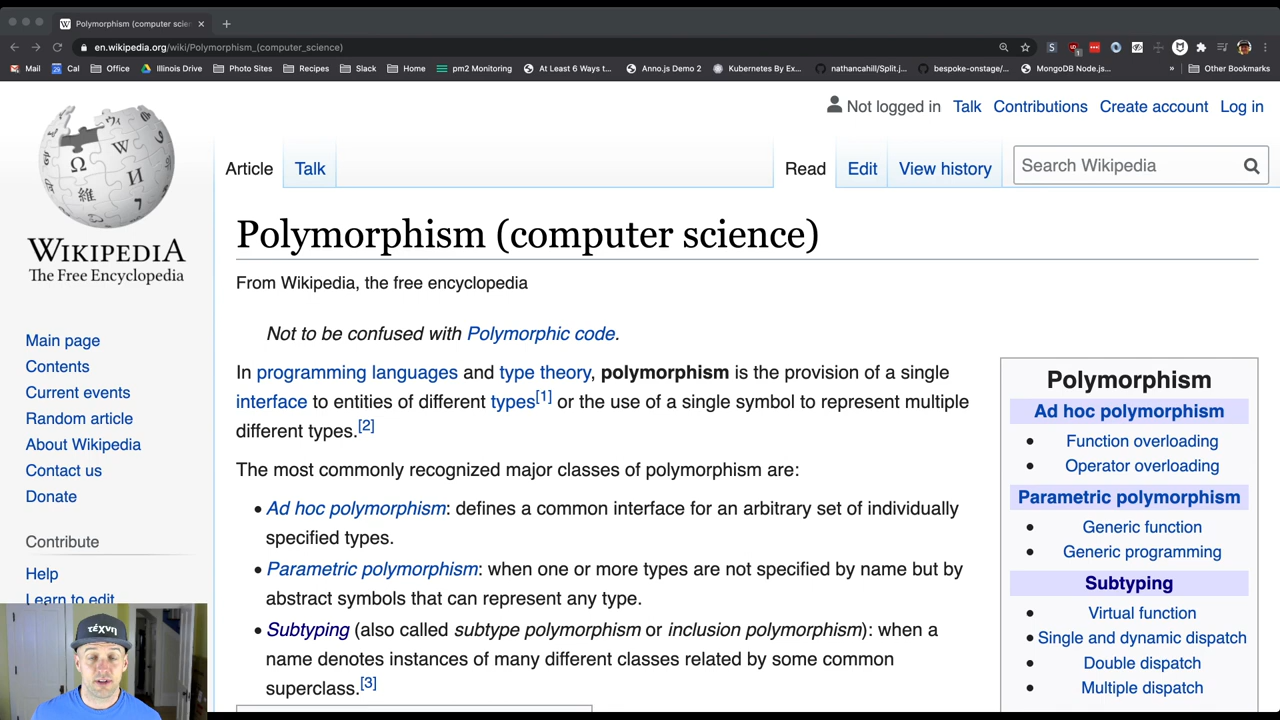 Polymorphism (computer scien
en.wikipedia.org/wiki/Polymorphism_(computer_science)
Mail Cal Office Illinois Drive Photo Sites Recipes Slack Home pm2 Monitoring At Least 6 Ways t... Anno.js Demo 2 Kubernetes By Ex... nathancahill/Split.j... bespoke-onstage/... MongoDB Node.js... » Other Bookmarks
Not logged in Talk Contributions Create account Log in
Article Talk Read Edit View history Search Wikipedia
WIKIPEDIA
The Free Encyclopedia
Main page
Contents
Current events
Random article
About Wikipedia
Contact us
Donate
Contribute
Help
Learn to edit
τέχνη
Polymorphism (computer science)
From Wikipedia, the free encyclopedia
Not to be confused with Polymorphic code.
In programming languages and type theory, polymorphism is the provision of a single
interface to entities of different types[1] or the use of a single symbol to represent multiple
different types.[2]
The most commonly recognized major classes of polymorphism are:
• Ad hoc polymorphism: defines a common interface for an arbitrary set of individually
specified types.
• Parametric polymorphism: when one or more types are not specified by name but by
abstract symbols that can represent any type.
• Subtyping (also called subtype polymorphism or inclusion polymorphism): when a
name denotes instances of many different classes related by some common
superclass.[3]
Polymorphism
Ad hoc polymorphism
• Function overloading
• Operator overloading
Parametric polymorphism
• Generic function
• Generic programming
Subtyping
• Virtual function
• Single and dynamic dispatch
• Double dispatch
• Multiple dispatch